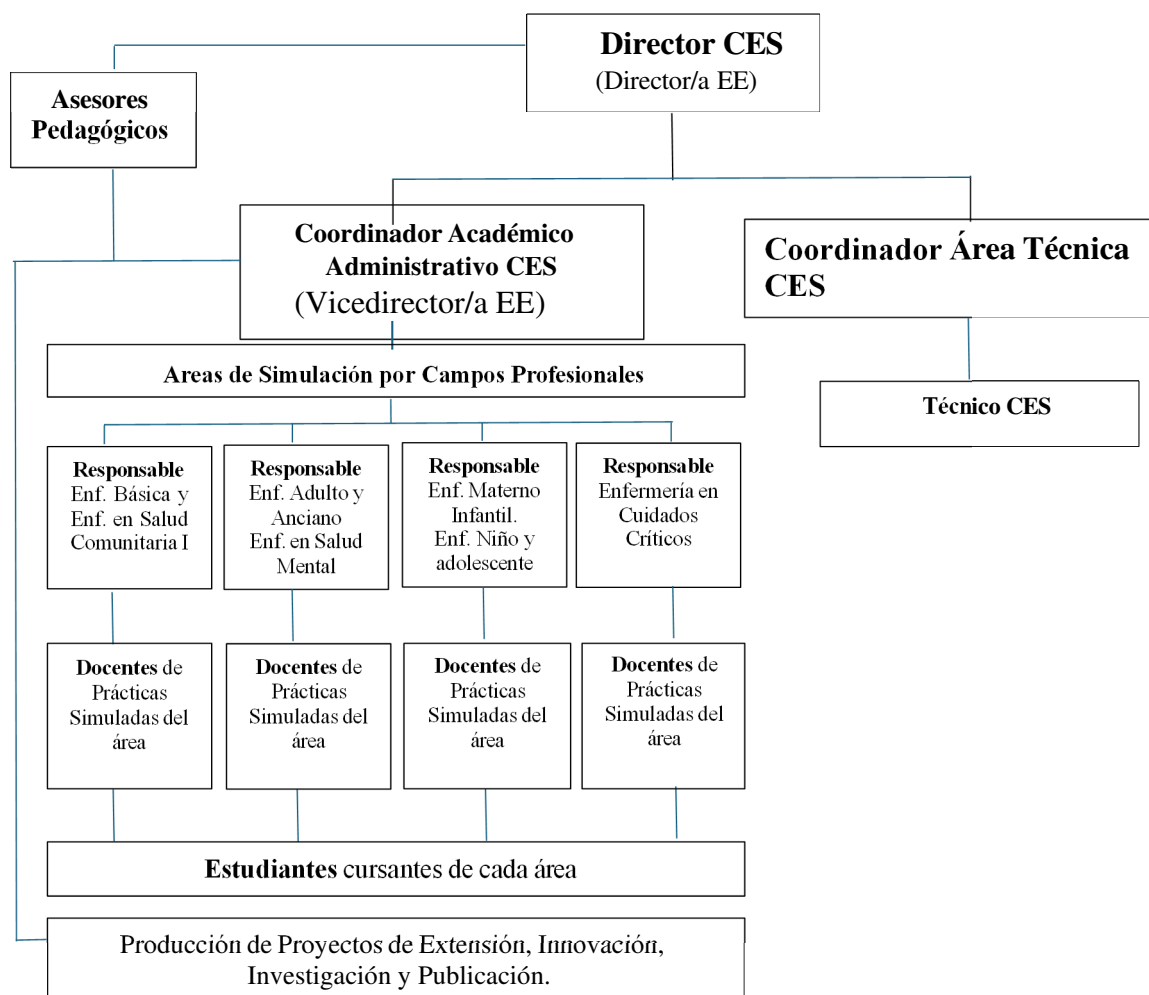 Director CES
(Director/a EE)
Asesores
Pedagógicos
Coordinador Académico
Administrativo CES
(Vicedirector/a EE)
Coordinador Área Técnica
CES
Técnico CES
Areas de Simulación por Campos Profesionales
Responsable
Enf. Básica y
Enf. en Salud
Comunitaria I
Responsable
Enf. Adulto y
Anciano
Enf. en Salud
Mental
Responsable
Enf. Materno
Infantil.
Enf. Niño y
adolescente
Responsable
Enfermería en
Cuidados
Críticos
Docentes de
Prácticas
Simuladas del
área
Docentes de
Prácticas
Simuladas del
área
Docentes de
Prácticas
Simuladas del
área
Docentes de
Prácticas
Simuladas del
área
Estudiantes cursantes de cada área
Producción de Proyectos de Extensión, Innovación,
Investigación y Publicación.